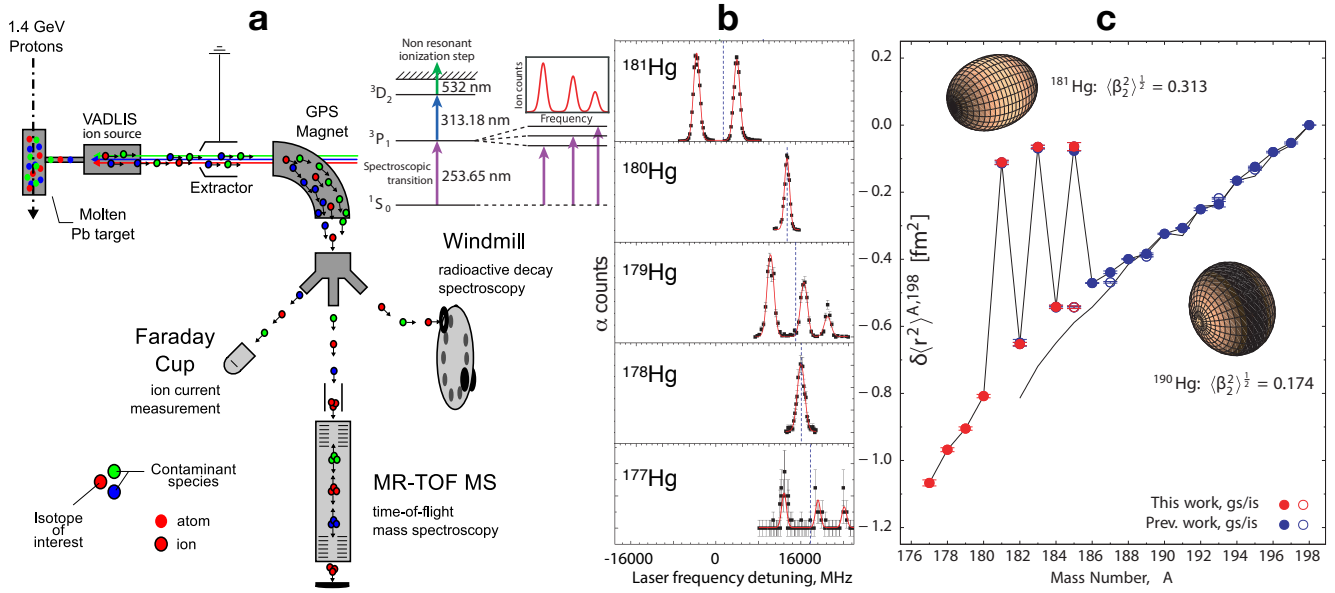 a
1.4 GeV
Protons
VADLIS
ion source
Extractor
GPS
Magnet
Molten
Pb target
Non resonant
ionization step
532 nm
³D₂
313.18 nm
³P₁
Spectroscopic
transition
253.65 nm
¹S₀
Ion counts
Frequency
Windmill
radioactive decay
spectroscopy
Faraday
Cup
ion current
measurement
MR-TOF MS
time-of-flight
mass spectroscopy
Contaminant
species
Isotope
of
interest
atom
ion
b
¹⁸¹Hg
¹⁸⁰Hg
¹⁷⁹Hg
¹⁷⁸Hg
¹⁷⁷Hg
α counts
-16000 0 16000
Laser frequency detuning, MHz
c
0.2
0.0
−0.2
−0.4
−0.6
−0.8
−1.0
−1.2
δ⟨r²⟩A,198 [fm²]
¹⁸¹Hg: ⟨β₂²⟩^½ = 0.313
¹⁹⁰Hg: ⟨β₂²⟩^½ = 0.174
This work, gs/is
Prev. work, gs/is
176 178 180 182 184 186 188 190 192 194 196 198
Mass Number, A